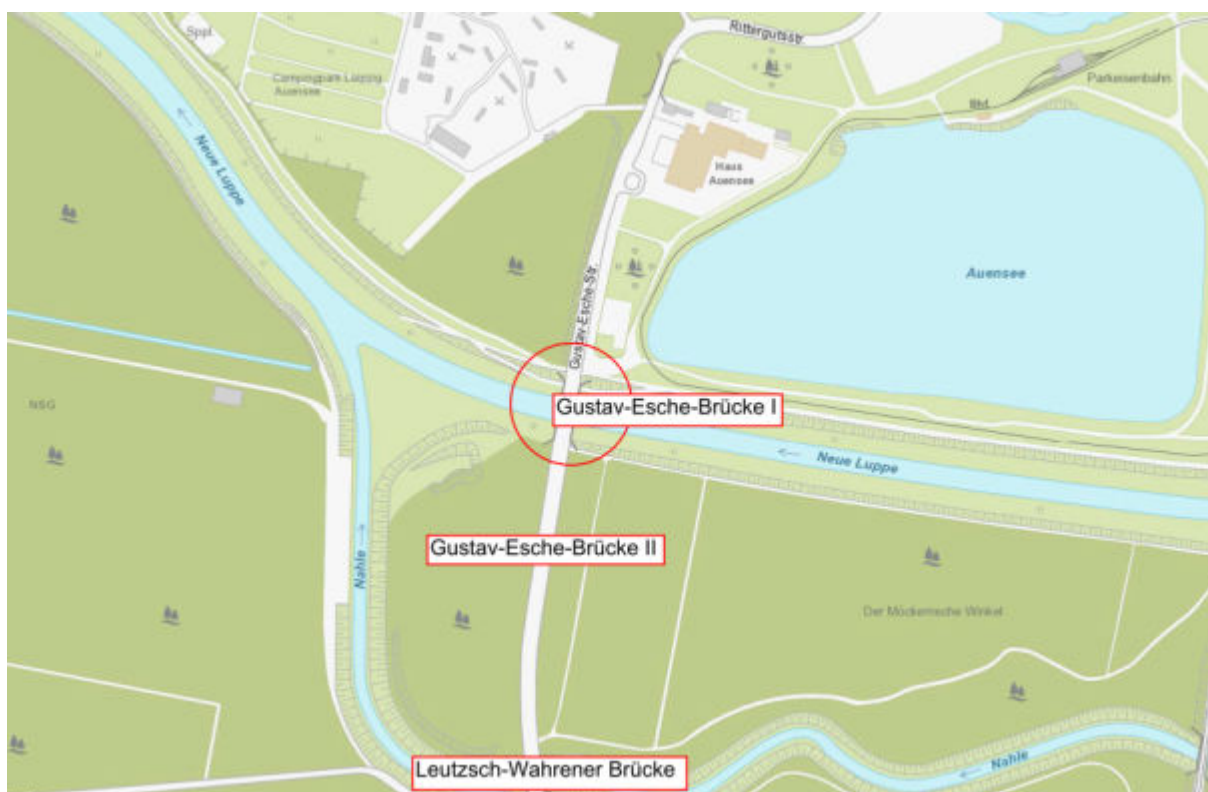 Sppl.
Rittergutsstr.
Campingpark Leipzig
Auensee
Parkeisenbahn
Bhf.
Haus
Auensee
Neue Luppe
Auensee
Gustav-Esche-Str.
Gustav-Esche-Brücke I
NSG
Neue Luppe
Gustav-Esche-Brücke II
Nahle
Der Möckernsche Winkel
Leutzsch-Wahrener Brücke
Nahle